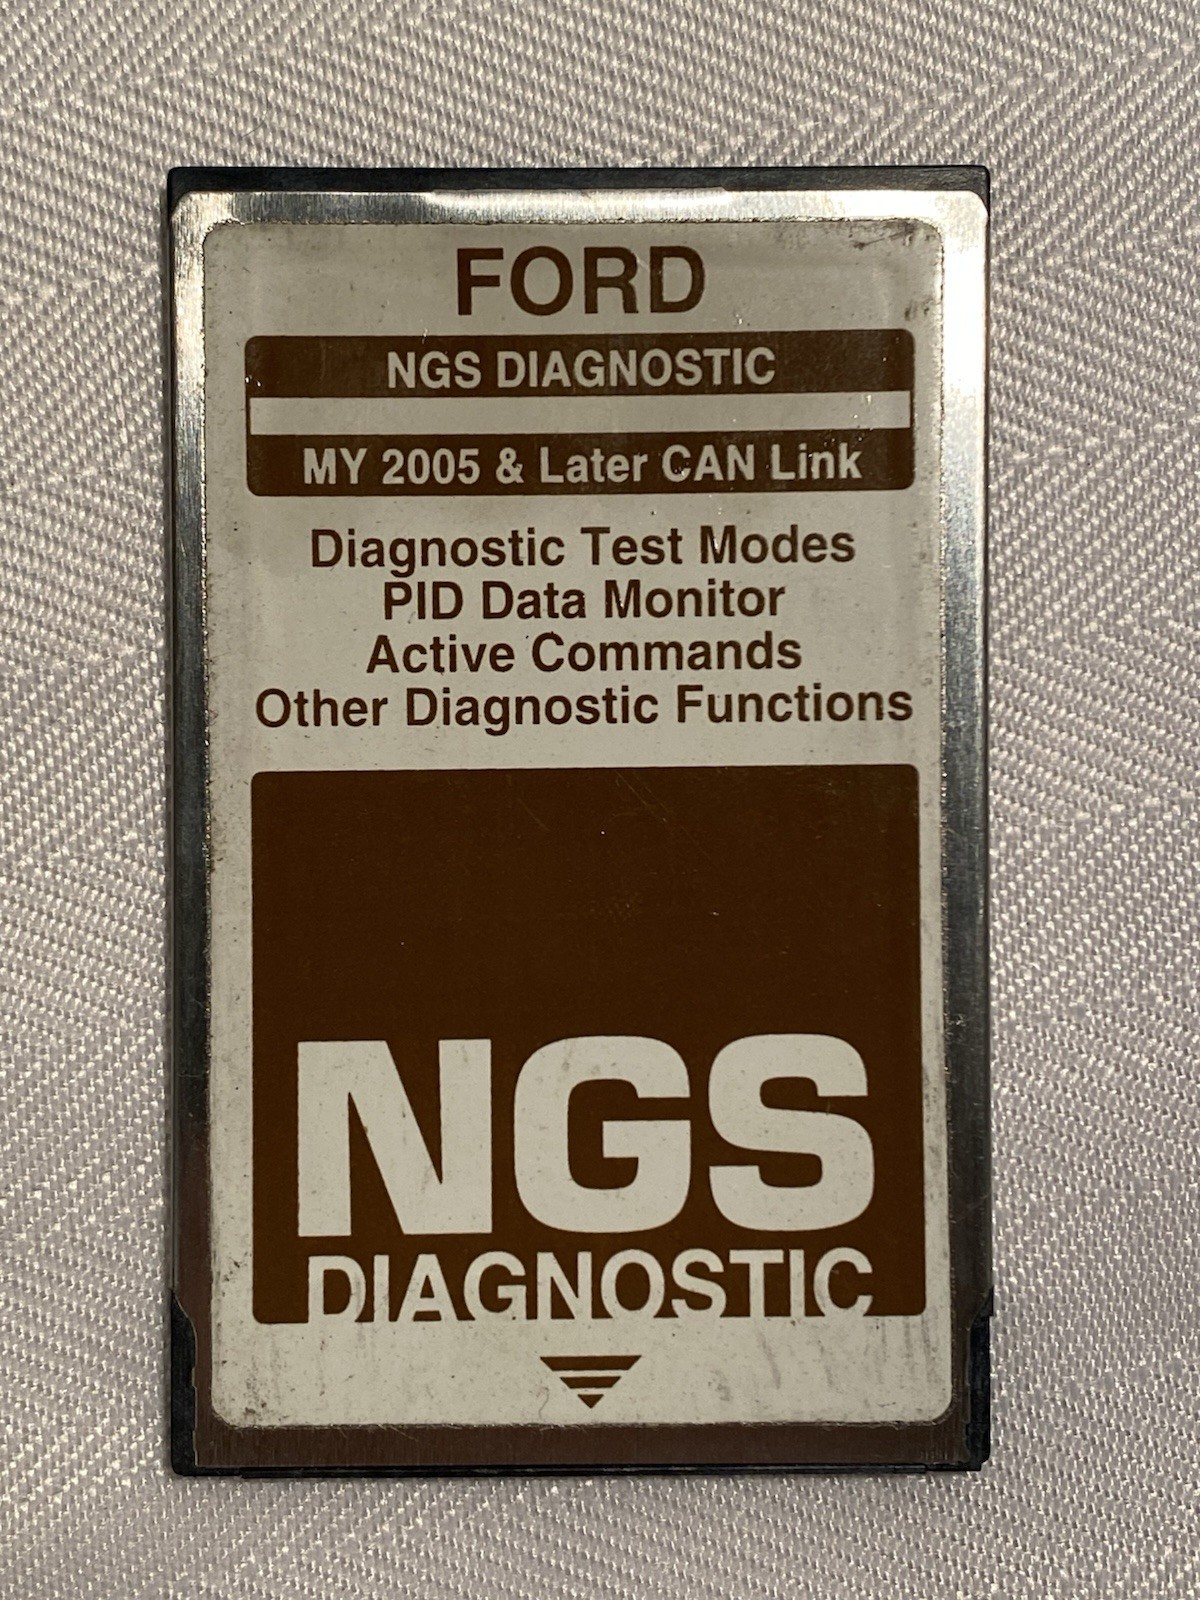 FORD
NGS DIAGNOSTIC
MY 2005 & Later CAN Link
Diagnostic Test Modes
PID Data Monitor
Active Commands
Other Diagnostic Functions
NGS
DIAGNOSTIC